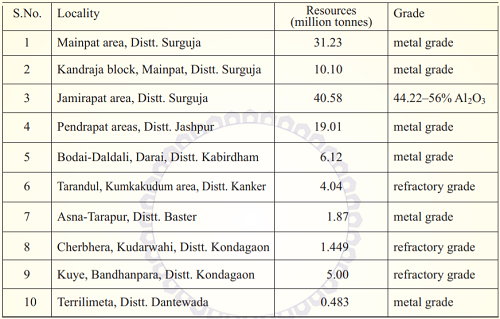 S.No. Locality Resources (million tonnes) Grade
1 Mainpat area, Distt. Surguja 31.23 metal grade
2 Kandraja block, Mainpat, Distt. Surguja 10.10 metal grade
3 Jamirapat area, Distt. Surguja 40.58 44.22–56% Al₂O₃
4 Pendrapat areas, Distt. Jashpur 19.01 metal grade
5 Bodai-Daldali, Darai, Distt. Kabirdham 6.12 metal grade
6 Tarandul, Kumkakudum area, Distt. Kanker 4.04 refractory grade
7 Asna-Tarapur, Distt. Baster 1.87 metal grade
8 Cherbhera, Kudarwahi, Distt. Kondagaon 1.449 refractory grade
9 Kuye, Bandhanpara, Distt. Kondagaon 5.00 refractory grade
10 Terrilimeta, Distt. Dantewada 0.483 metal grade